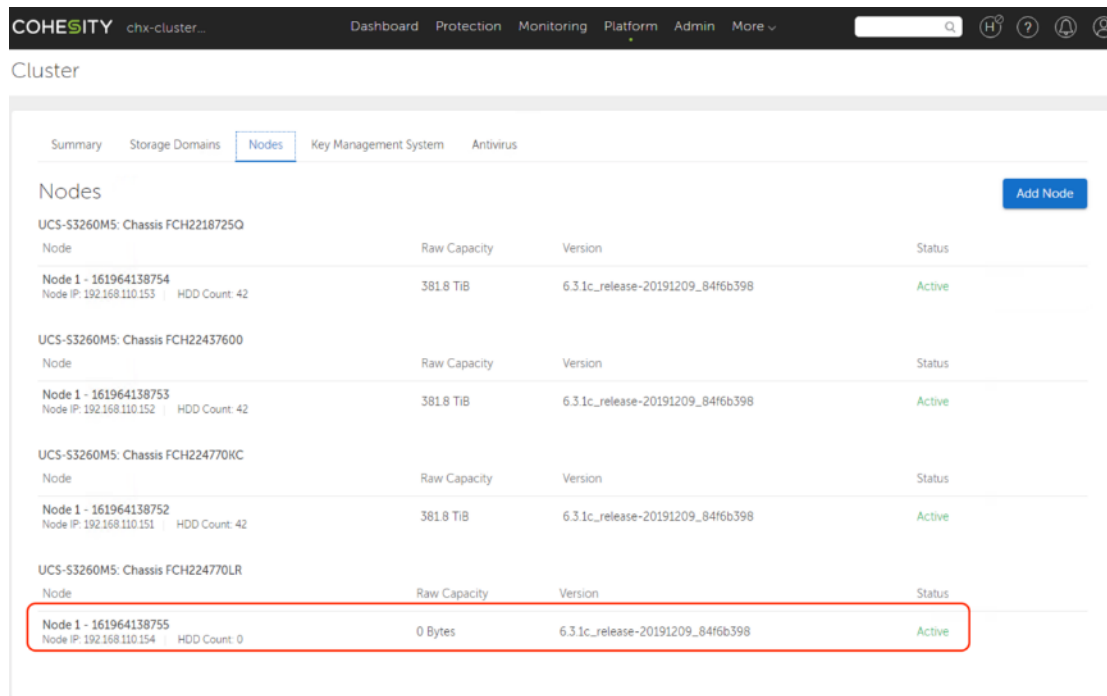 COHESITY chx-cluster... Dashboard Protection Monitoring Platform Admin More
Cluster
Summary Storage Domains Nodes Key Management System Antivirus
Nodes Add Node
UCS-S3260M5: Chassis FCH2218725Q
Node Raw Capacity Version Status
Node 1 - 161964138754
Node IP: 192.168.110.153 HDD Count: 42 381.8 TiB 6.3.1c_release-20191209_84f6b398 Active
UCS-S3260M5: Chassis FCH22437600
Node Raw Capacity Version Status
Node 1 - 161964138753
Node IP: 192.168.110.152 HDD Count: 42 381.8 TiB 6.3.1c_release-20191209_84f6b398 Active
UCS-S3260M5: Chassis FCH224770KC
Node Raw Capacity Version Status
Node 1 - 161964138752
Node IP: 192.168.110.151 HDD Count: 42 381.8 TiB 6.3.1c_release-20191209_84f6b398 Active
UCS-S3260M5: Chassis FCH224770LR
Node Raw Capacity Version Status
Node 1 - 161964138755
Node IP: 192.168.110.154 HDD Count: 0 0 Bytes 6.3.1c_release-20191209_84f6b398 Active